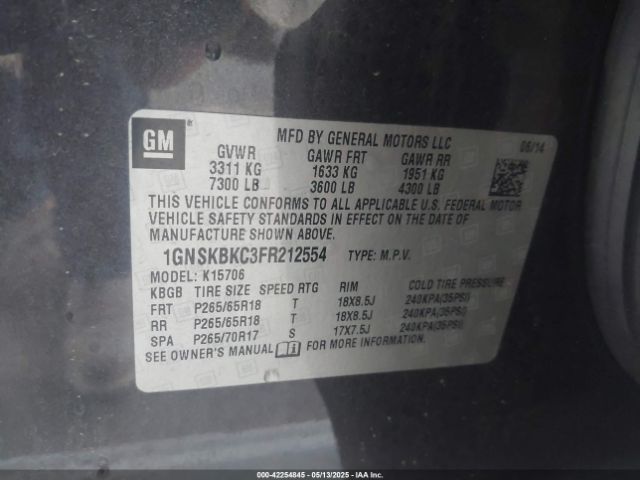 GM
MFD BY GENERAL MOTORS LLC 06/14
GVWR GAWR FRT GAWR RR
3311 KG 1633 KG 1951 KG
7300 LB 3600 LB 4300 LB
THIS VEHICLE CONFORMS TO ALL APPLICABLE U.S. FEDERAL MOTOR
VEHICLE SAFETY STANDARDS IN EFFECT ON THE DATE OF
MANUFACTURE SHOWN ABOVE.
1GNSKBKC3FR212554 TYPE: M.P.V.
MODEL: K15706
KBGB TIRE SIZE SPEED RTG RIM COLD TIRE PRESSURE
FRT P265/65R18 T 18X8.5J 240KPA(35PSI)
RR P265/65R18 T 18X8.5J 240KPA(35PSI)
SPA P265/70R17 S 17X7.5J 240KPA(35PSI)
SEE OWNER'S MANUAL FOR MORE INFORMATION.
000-42254845 - 05/13/2025 - IAA Inc.